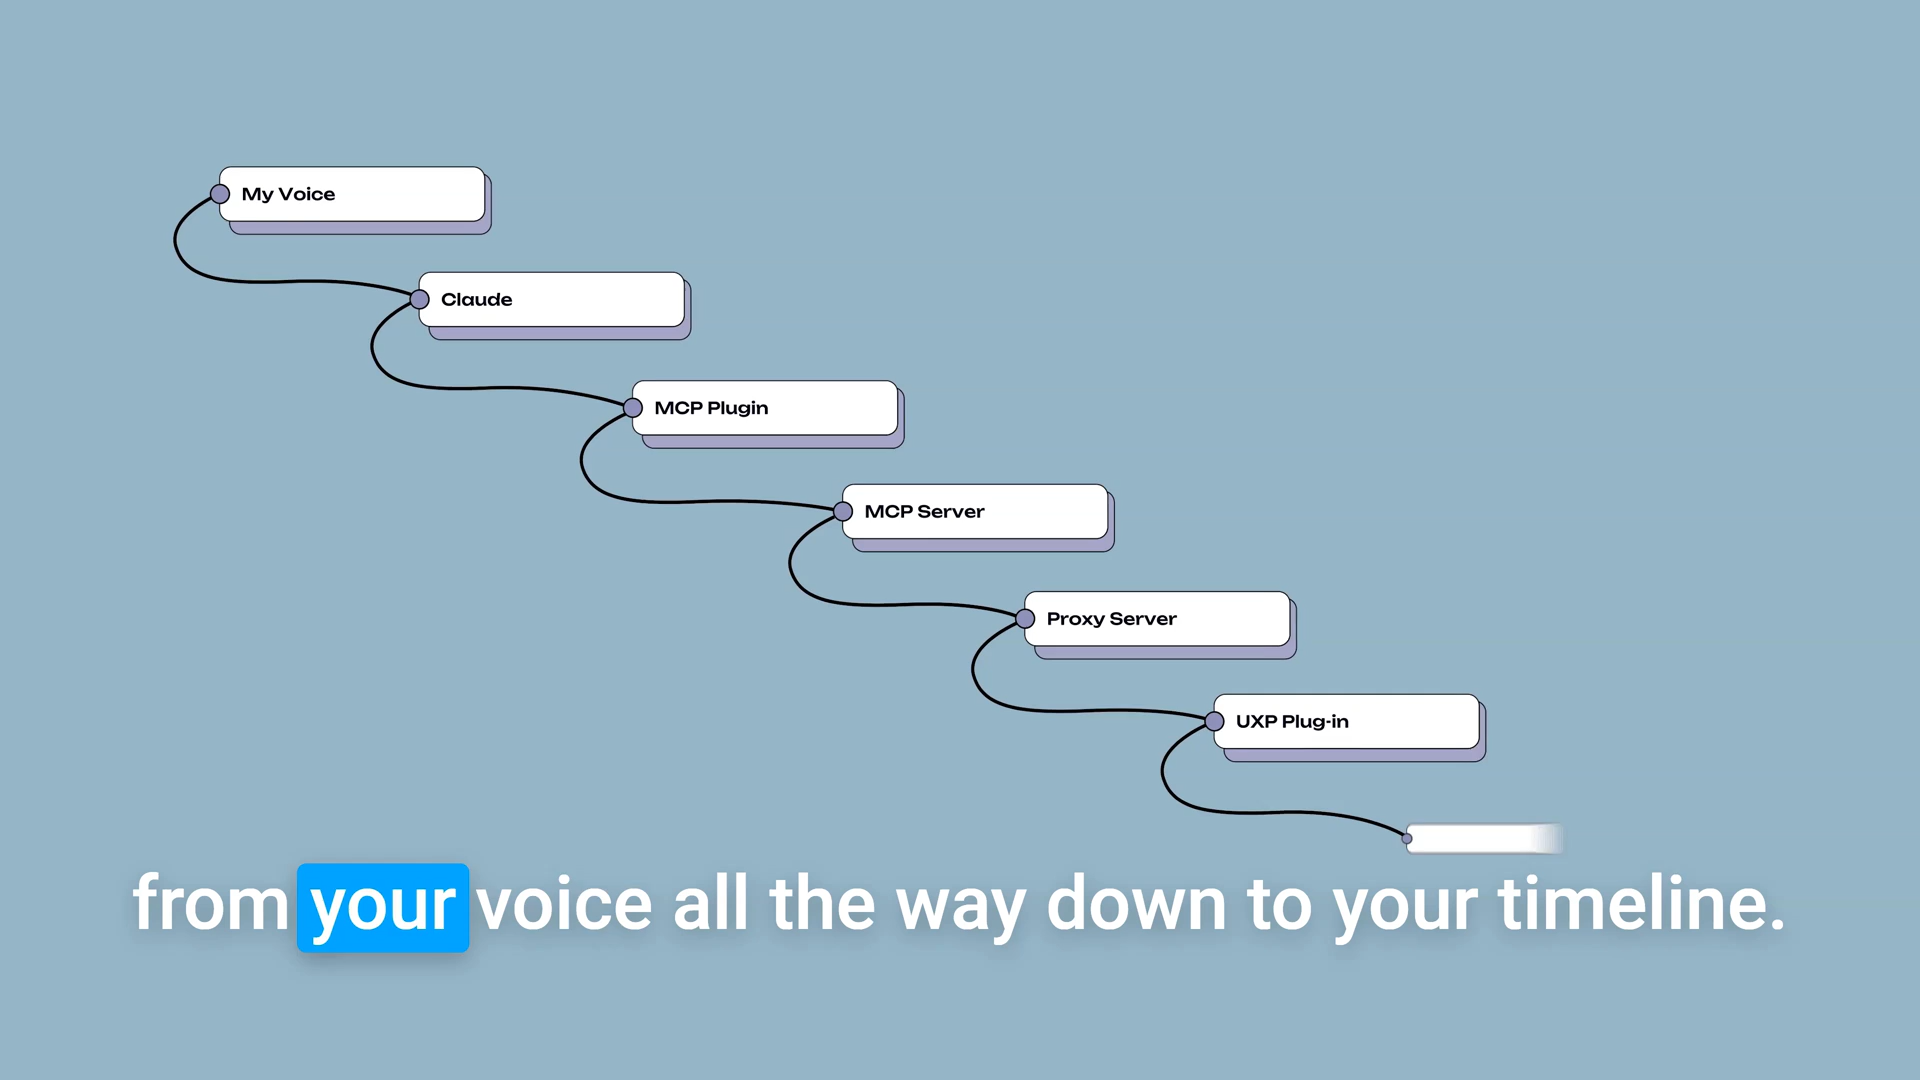 My Voice
Claude
MCP Plugin
MCP Server
Proxy Server
UXP Plug-in
from your voice all the way down to your timeline.